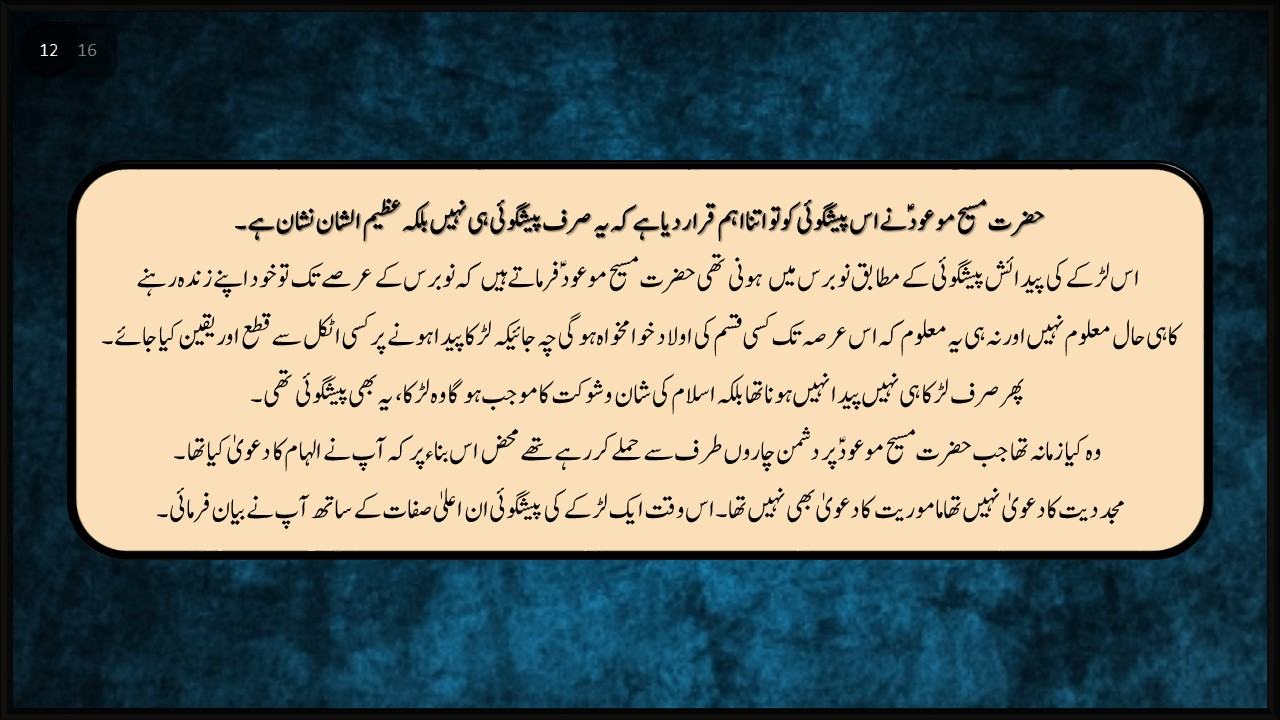 12 16
حضرت مسیح موعودؑ نے اس پیشگوئی کو تو اتنا اہم قرار دیا ہے کہ یہ صرف پیشگوئی ہی نہیں بلکہ عظیم الشان نشان ہے۔
اس لڑکے کی پیدائش پیشگوئی کے مطابق نو برس میں ہونی تھی حضرت مسیح موعودؑ فرماتے ہیں کہ نو برس کے عرصے تک تو خود اپنے زندہ رہنے
کا ہی حال معلوم نہیں اور نہ ہی یہ معلوم کہ اس عرصہ تک کسی قسم کی اولاد خوامخواہ ہو گی چہ جائیکہ لڑکا پیدا ہونے پر کسی اٹکل سے قطع اور یقین کیا جائے۔
پھر صرف لڑکا ہی نہیں پیدا نہیں ہونا تھا بلکہ اسلام کی شان و شوکت کا موجب ہو گا وہ لڑکا، یہ بھی پیشگوئی تھی۔
وہ کیا زمانہ تھا جب حضرت مسیح موعودؑ پر دشمن چاروں طرف سے حملے کر رہے تھے محض اس بناء پر کہ آپ نے الہام کا دعویٰ کیا تھا۔
مجددیت کا دعویٰ نہیں تھا ماموریت کا دعویٰ بھی نہیں تھا۔ اس وقت ایک لڑکے کی پیشگوئی ان اعلیٰ صفات کے ساتھ آپ نے بیان فرمائی۔